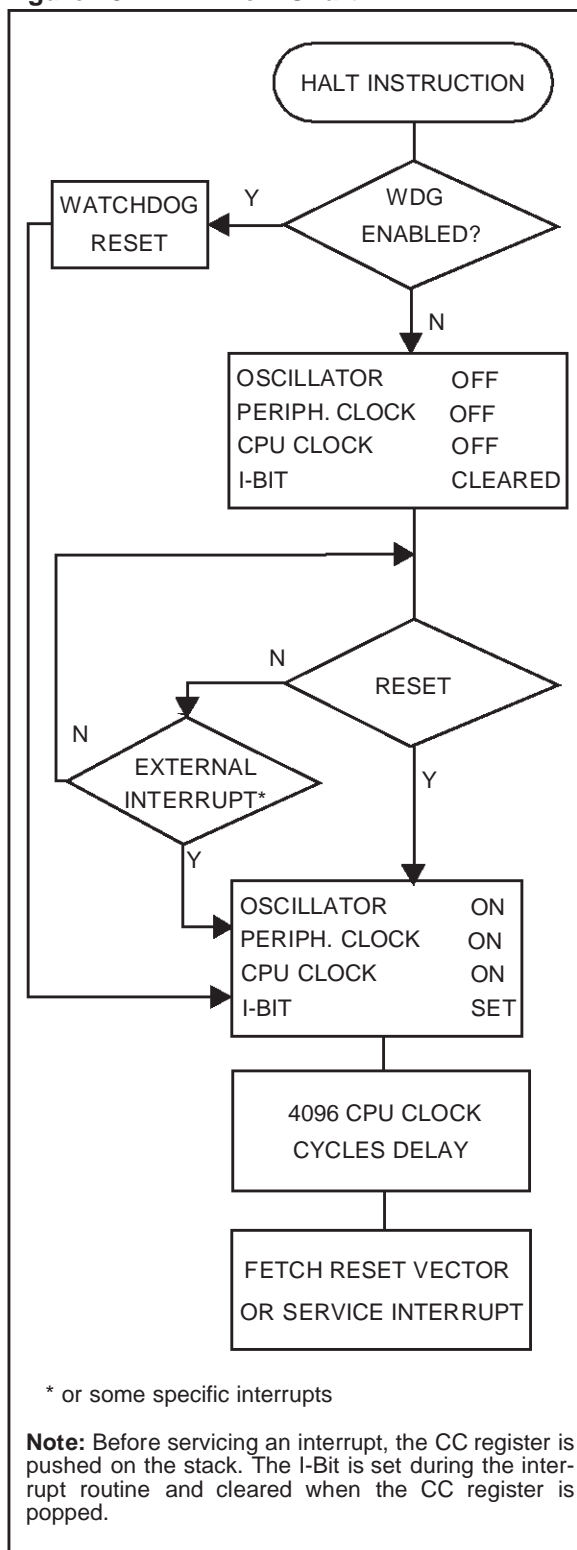 HALT INSTRUCTION
WDG
ENABLED?
Y
WATCHDOG
RESET
N
OSCILLATOR OFF
PERIPH. CLOCK OFF
CPU CLOCK OFF
I-BIT CLEARED
RESET
N
EXTERNAL
INTERRUPT*
N
Y
Y
OSCILLATOR ON
PERIPH. CLOCK ON
CPU CLOCK ON
I-BIT SET
4096 CPU CLOCK
CYCLES DELAY
FETCH RESET VECTOR
OR SERVICE INTERRUPT
* or some specific interrupts
Note: Before servicing an interrupt, the CC register is
pushed on the stack. The I-Bit is set during the inter-
rupt routine and cleared when the CC register is
popped.